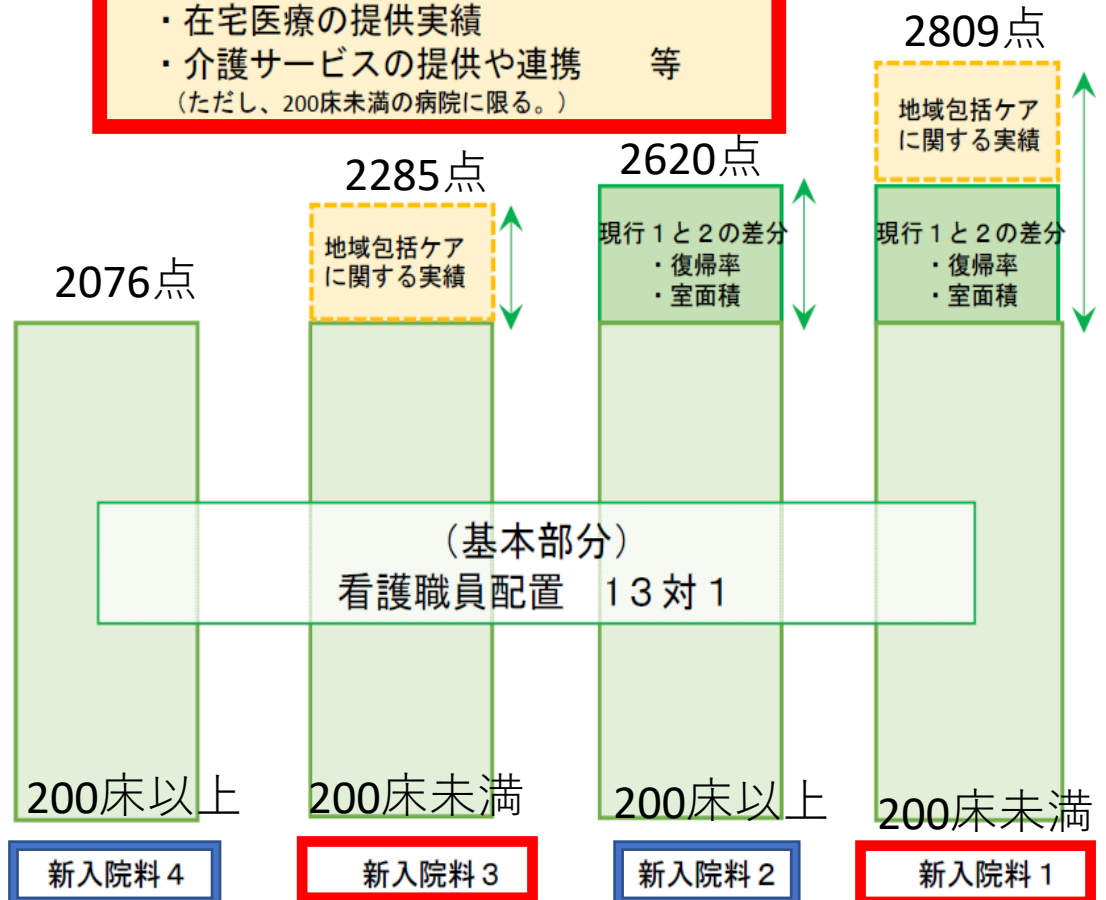 ・在宅医療の提供実績
・介護サービスの提供や連携　　等
（ただし、200床未満の病院に限る。）
2809点
地域包括ケア
に関する実績
2620点
2285点
現行１と２の差分
・復帰率
・室面積
現行１と２の差分
・復帰率
・室面積
地域包括ケア
に関する実績
2076点
（基本部分）
看護職員配置　１３対１
200床以上
200床未満
200床以上
200床未満
新入院料４
新入院料３
新入院料２
新入院料１